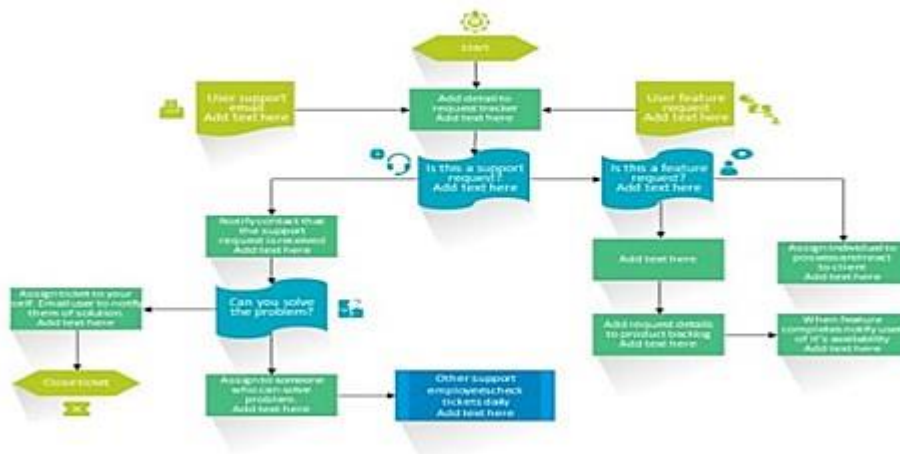 Start
User support
email
Add text here
Add detail to
request tracker
Add text here
User feature
request
Add text here
Is this a support
request?
Add text here
Is this a feature
request?
Add text here
Notify contact that
the support
request is received
Add text here
Add text here
Assign individual to
possess and react
to client
Add text here
Assign ticket to your
self. Email user to notify
them of solution
Add text here
Can you solve
the problem?
Add request details
to product backlog
Add text here
When feature
completes notify user
of it's availability
Add text here
Close ticket
Assign to someone
who can solve
problem
Add text here
Other support
employees check
tickets daily
Add text here